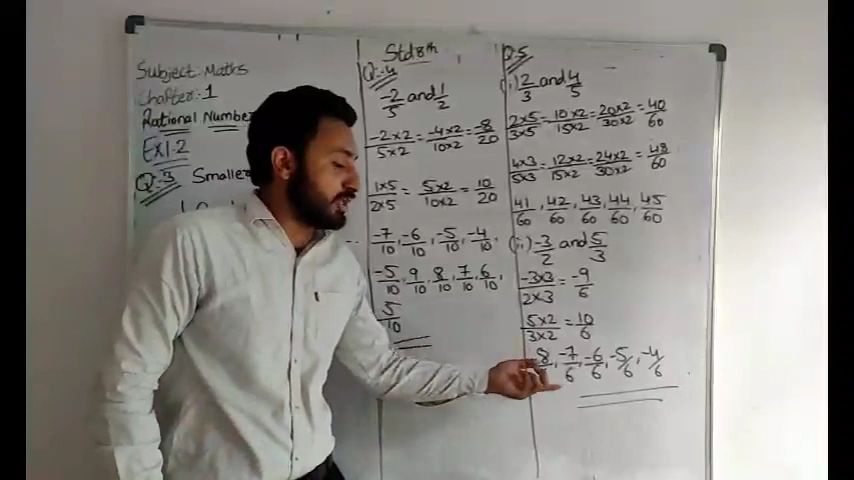 Subject:- Maths
Chapter:- 1
Rational Number
Ex 1.2
Q:-3 Smaller
Std 8th
Q:-4
-2/5 and 1/2
-2×2/5×2 = -4×2/10×2 = -8/20
1×5/2×5 = 5×2/10×2 = 10/20
-7/10, -6/10, -5/10, -4/10,
-5/10, 9/10, 8/10, 7/10, 6/10,
5/10
Q:-5
(i) 2/3 and 4/5
2×5/3×5 = 10×2/15×2 = 20×2/30×2 = 40/60
4×3/5×3 = 12×2/15×2 = 24×2/30×2 = 48/60
41/60, 42/60, 43/60, 44/60, 45/60
(ii) -3/2 and 5/3
-3×3/2×3 = -9/6
5×2/3×2 = 10/6
8, -7/6, -6/6, -5/6, -4/6